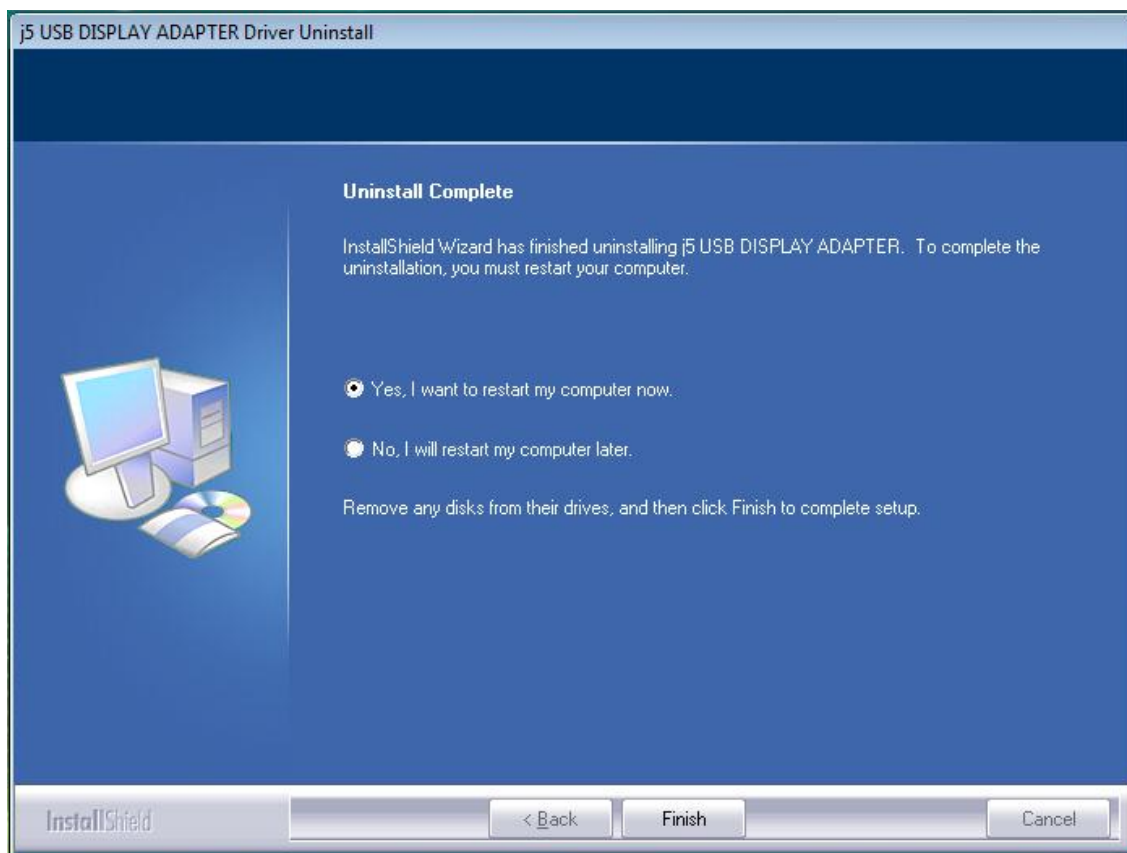 j5 USB DISPLAY ADAPTER Driver Uninstall
Uninstall Complete
InstallShield Wizard has finished uninstalling j5 USB DISPLAY ADAPTER.  To complete the
uninstallation, you must restart your computer.
Yes, I want to restart my computer now.
No, I will restart my computer later.
Remove any disks from their drives, and then click Finish to complete setup.
InstallShield
< Back
Finish
Cancel